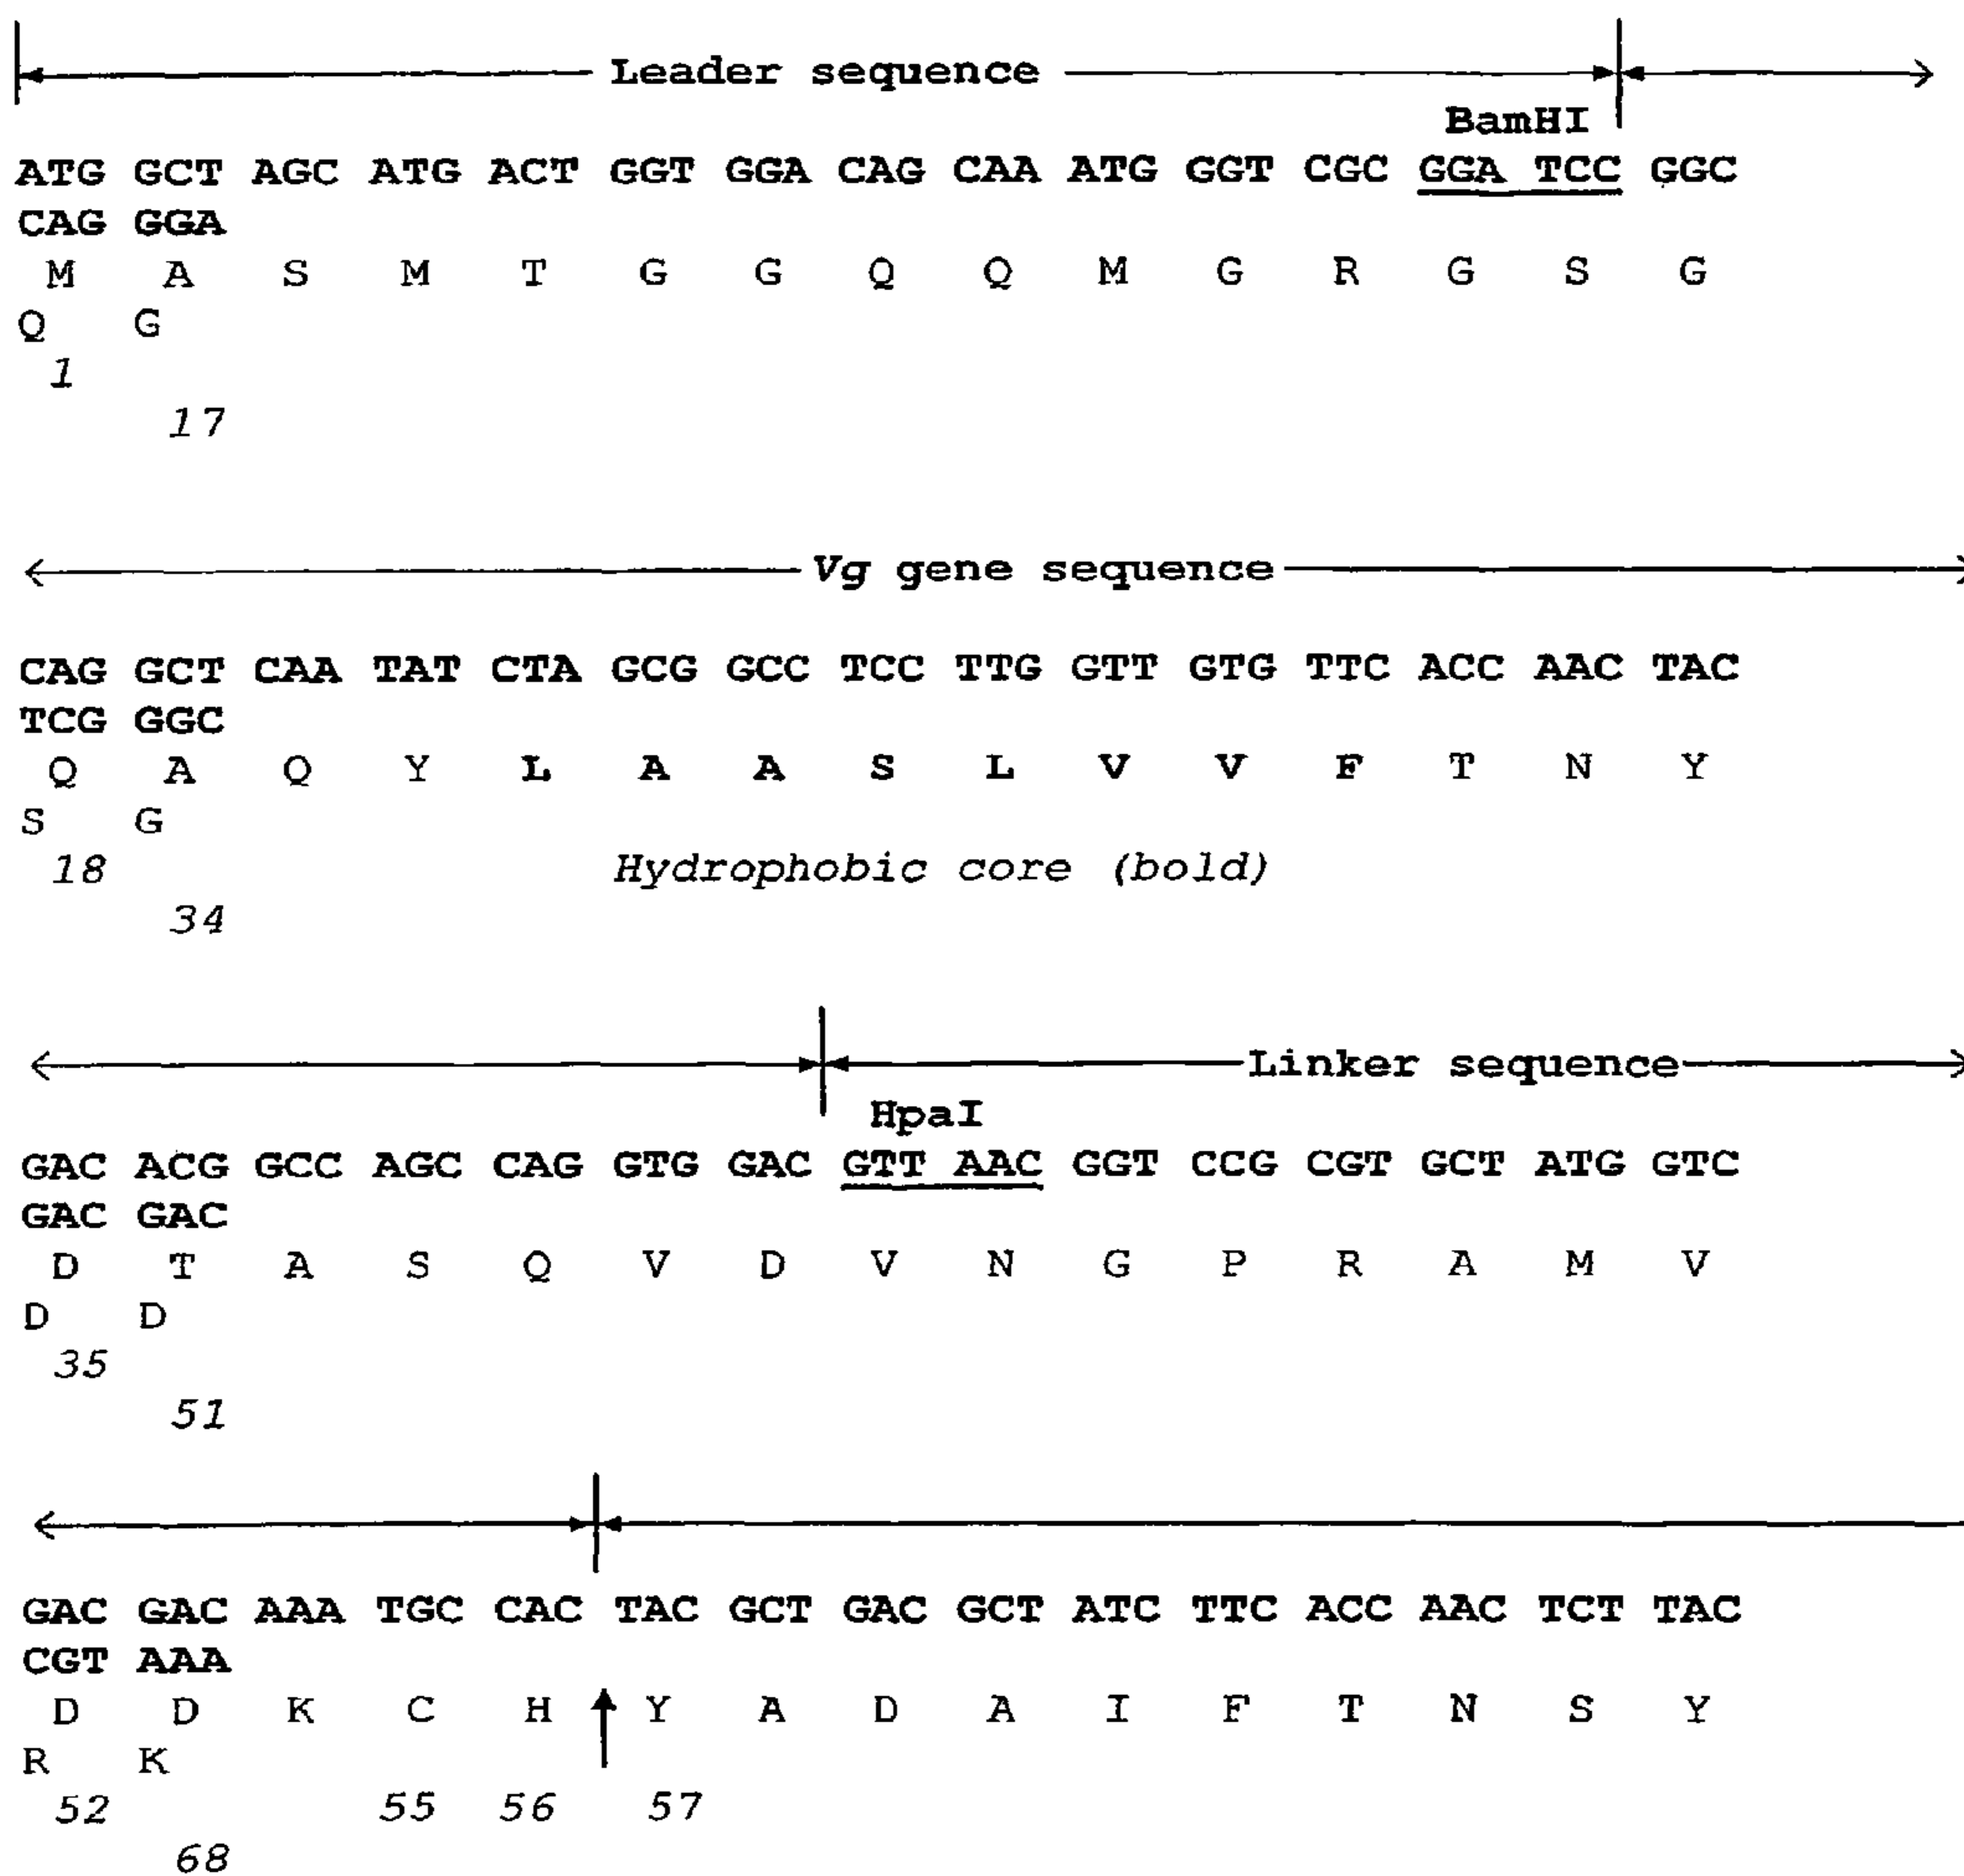 Leader sequence
BamHI
ATG GCT AGC ATG ACT GGT GGA CAG CAA ATG GGT CGC GGA TCC GGC
CAG GGA
M A S M T G G Q Q M G R G S G
Q G
1
17
Vg gene sequence
CAG GCT CAA TAT CTA GCG GCC TCC TTG GTT GTG TTC ACC AAC TAC
TCG GGC
Q A Q Y L A A S L V V F T N Y
S G
18 Hydrophobic core (bold)
34
Linker sequence
HpaI
GAC ACG GCC AGC CAG GTG GAC GTT AAC GGT CCG CGT GCT ATG GTC
GAC GAC
D T A S Q V D V N G P R A M V
D D
35
51
GAC GAC AAA TGC CAC TAC GCT GAC GCT ATC TTC ACC AAC TCT TAC
CGT AAA
D D K C H Y A D A I F T N S Y
R K
52 55 56 57
68